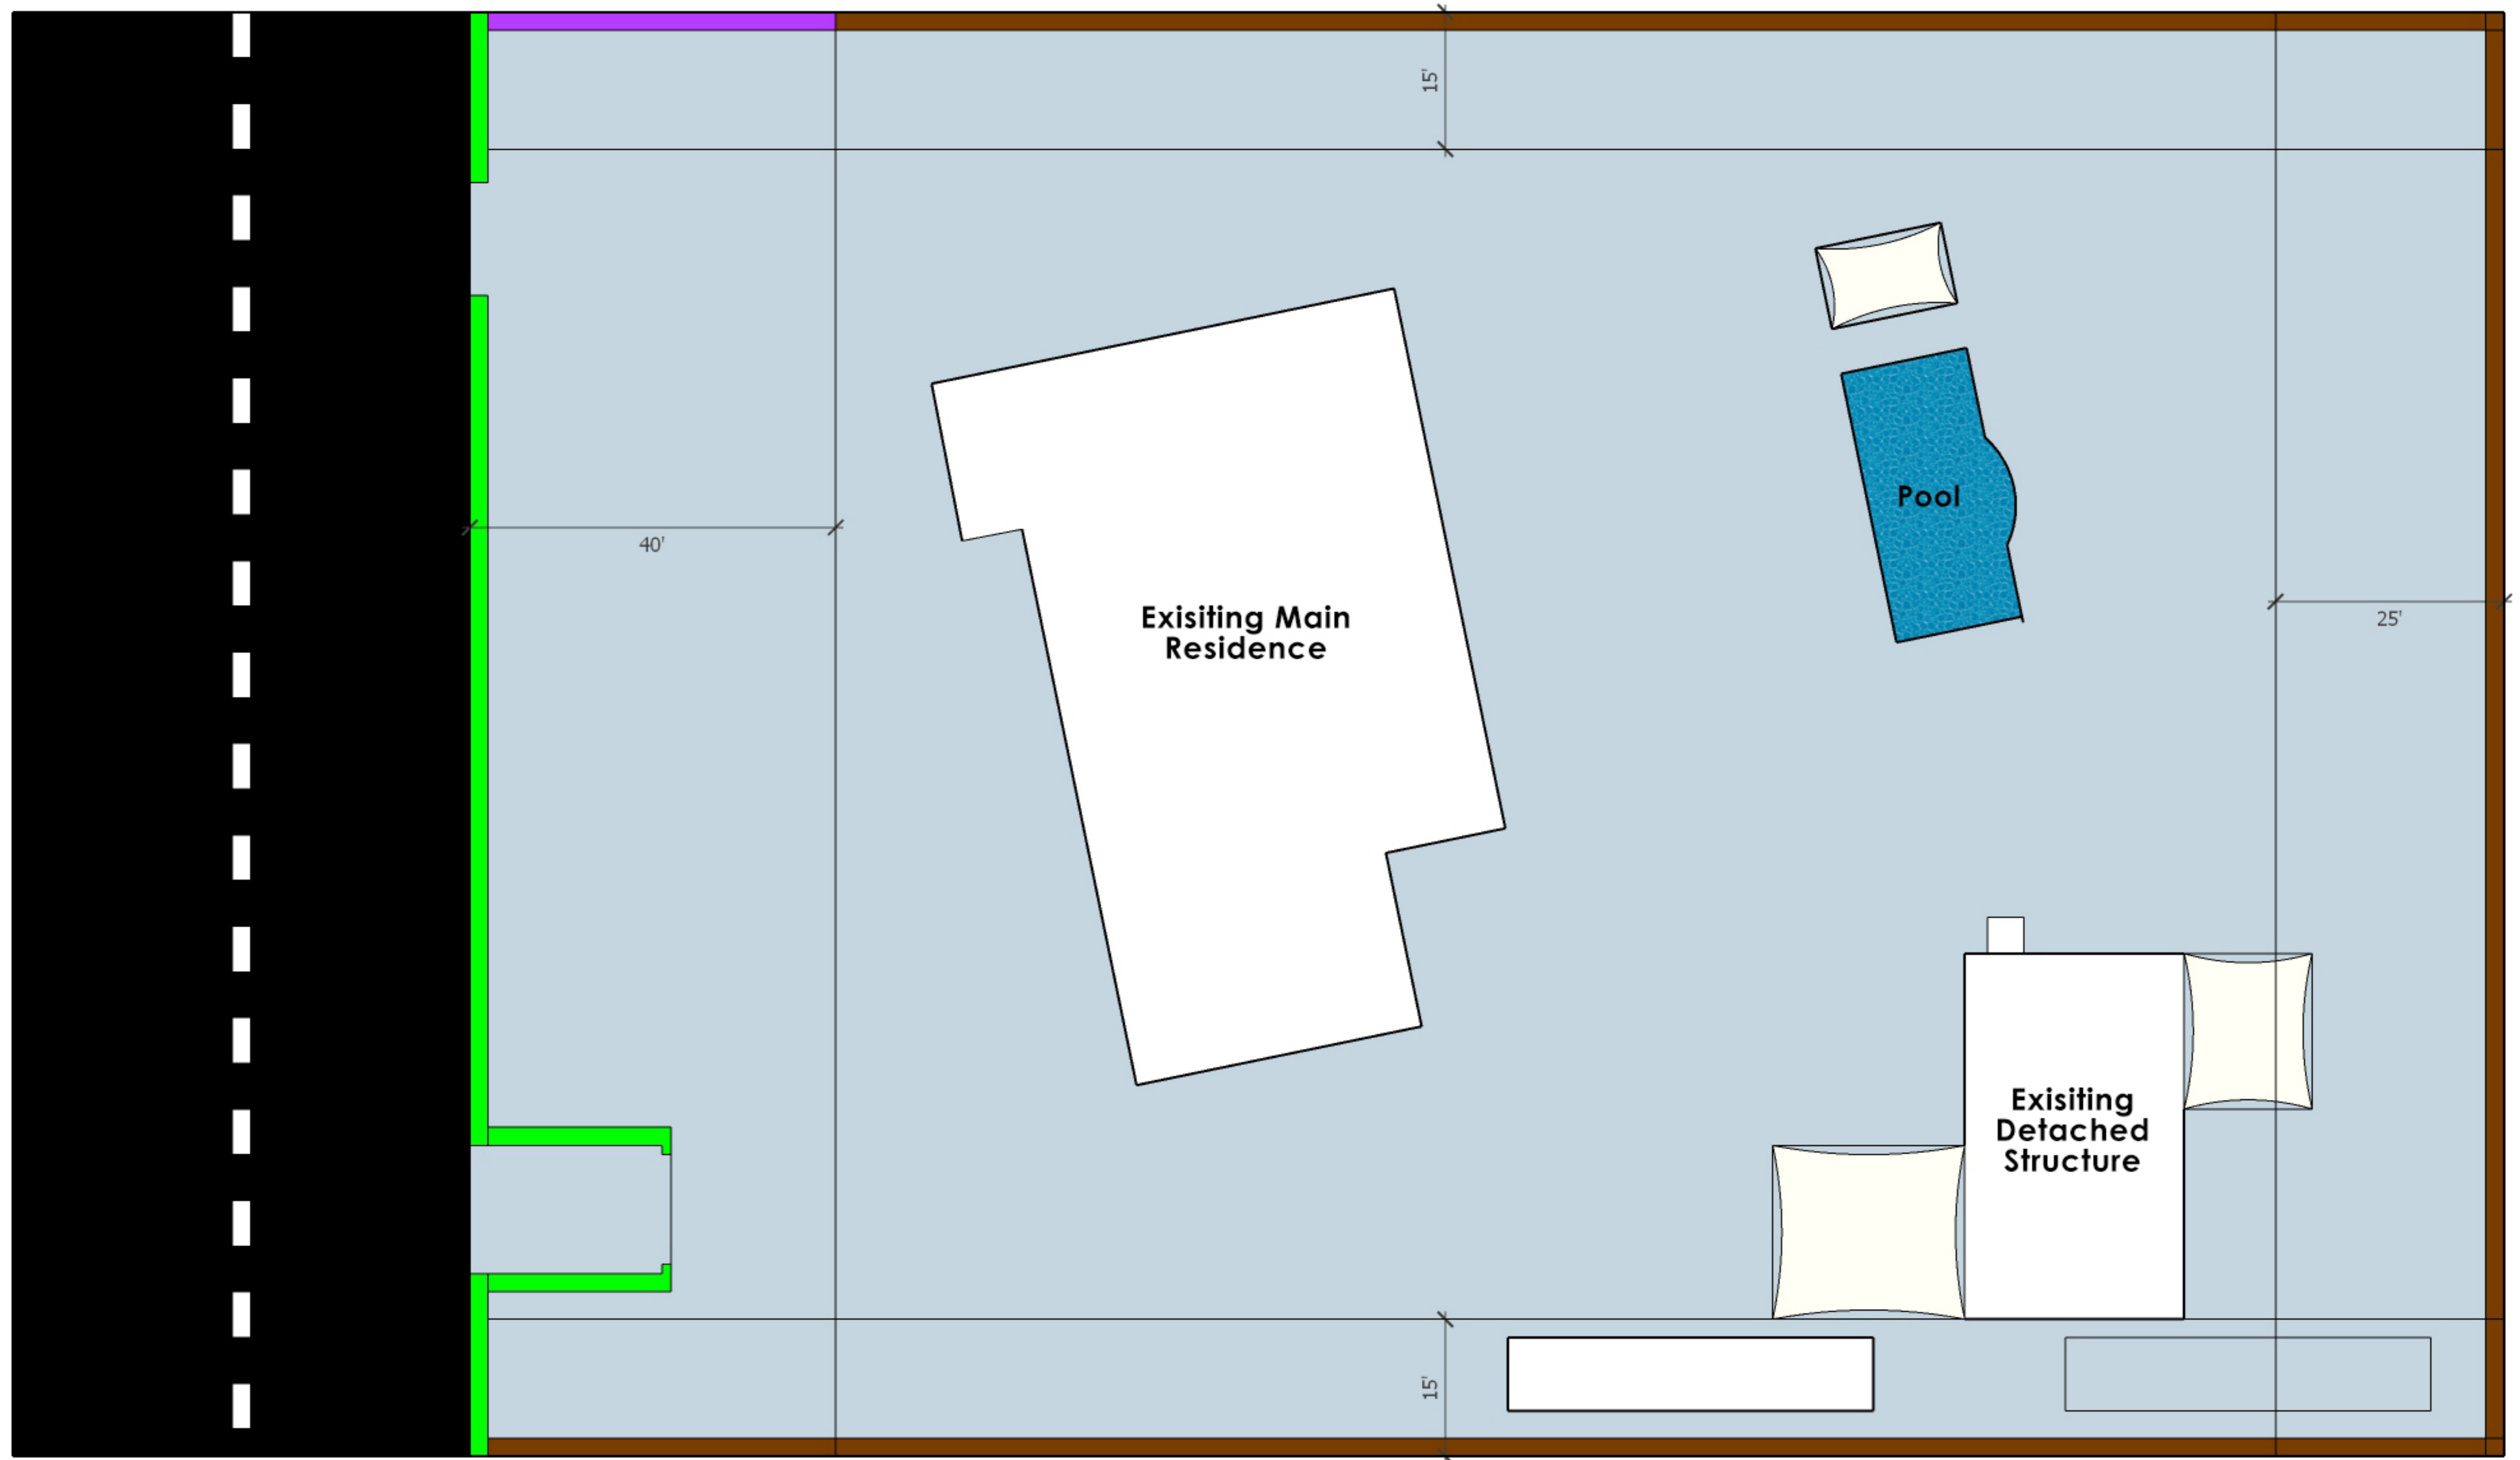 15'
Pool
40'
Exisiting Main
Residence
25'
Exisiting
Detached
Structure
15'